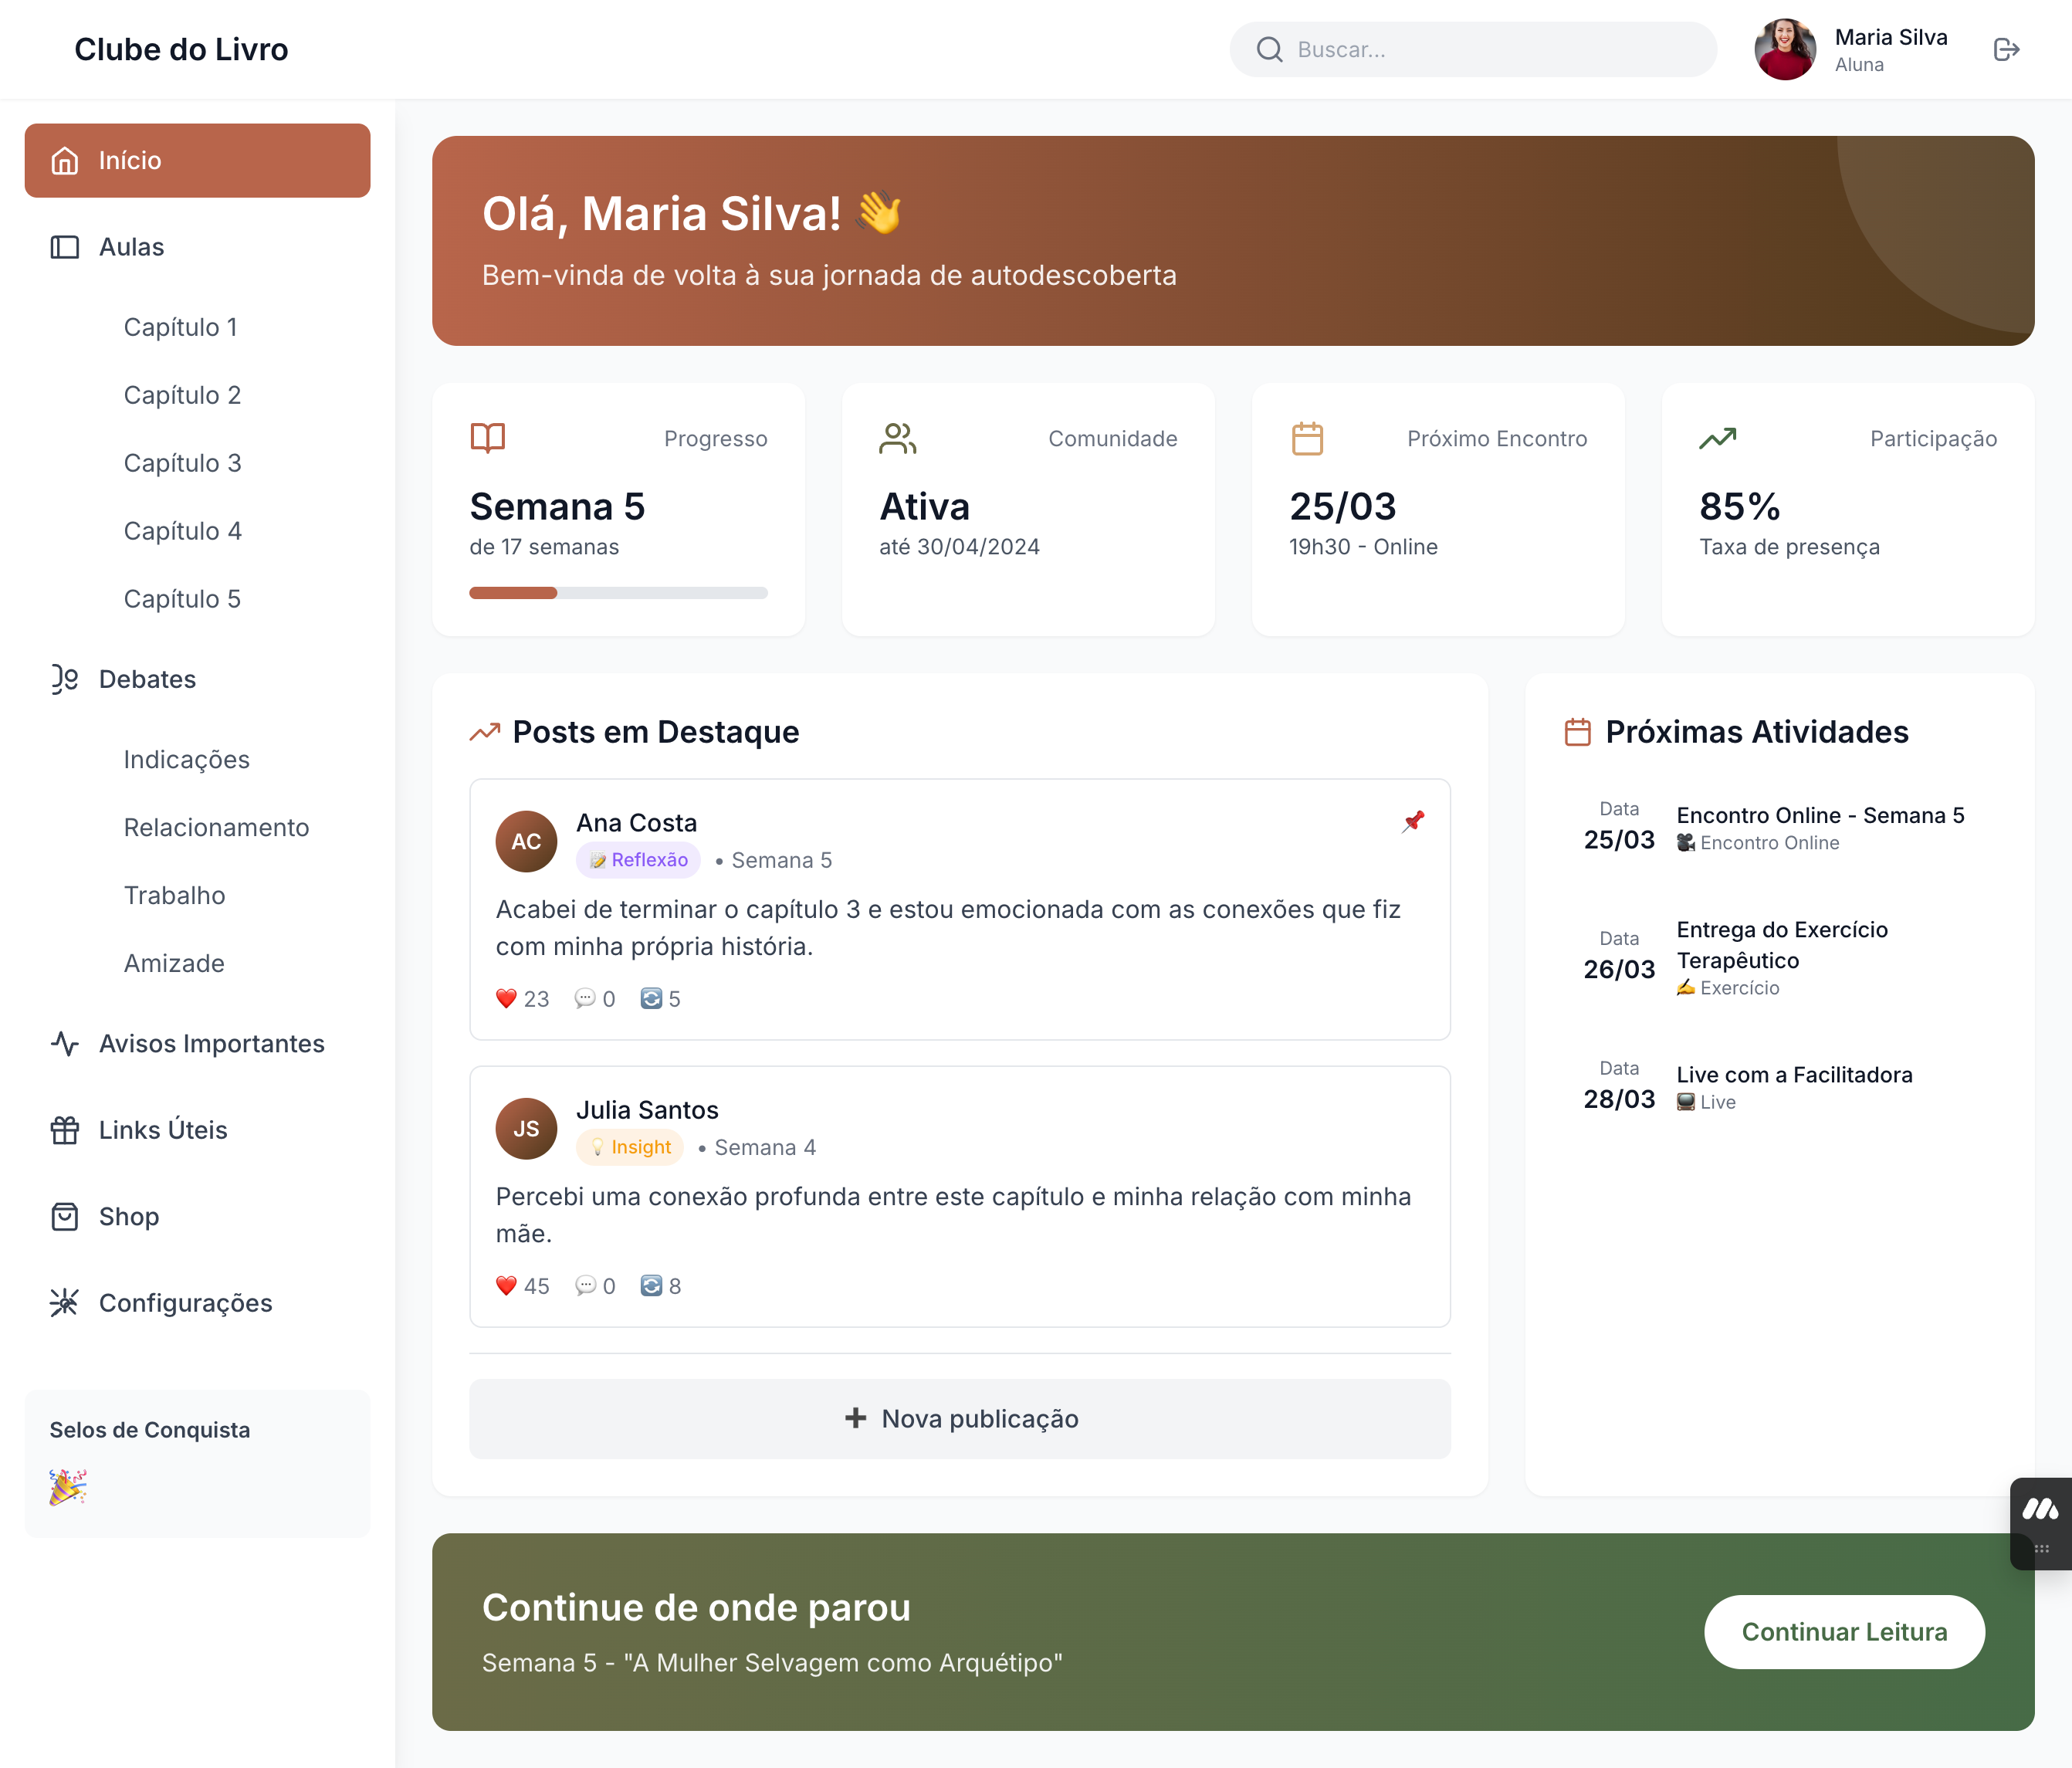 Clube do Livro
Buscar...
Maria Silva
Aluna
Início
Aulas
Capítulo 1
Capítulo 2
Capítulo 3
Capítulo 4
Capítulo 5
Debates
Indicações
Relacionamento
Trabalho
Amizade
Avisos Importantes
Links Úteis
Shop
Configurações
Selos de Conquista
Olá, Maria Silva! 👋
Bem-vinda de volta à sua jornada de autodescoberta
Progresso
Semana 5
de 17 semanas
Comunidade
Ativa
até 30/04/2024
Próximo Encontro
25/03
19h30 - Online
Participação
85%
Taxa de presença
Posts em Destaque
AC
Ana Costa
Reflexão • Semana 5
Acabei de terminar o capítulo 3 e estou emocionada com as conexões que fiz
com minha própria história.
23 0 5
JS
Julia Santos
Insight • Semana 4
Percebi uma conexão profunda entre este capítulo e minha relação com minha
mãe.
45 0 8
+ Nova publicação
Próximas Atividades
Data
25/03
Encontro Online - Semana 5
Encontro Online
Data
26/03
Entrega do Exercício
Terapêutico
Exercício
Data
28/03
Live com a Facilitadora
Live
Continue de onde parou
Semana 5 - "A Mulher Selvagem como Arquétipo"
Continuar Leitura